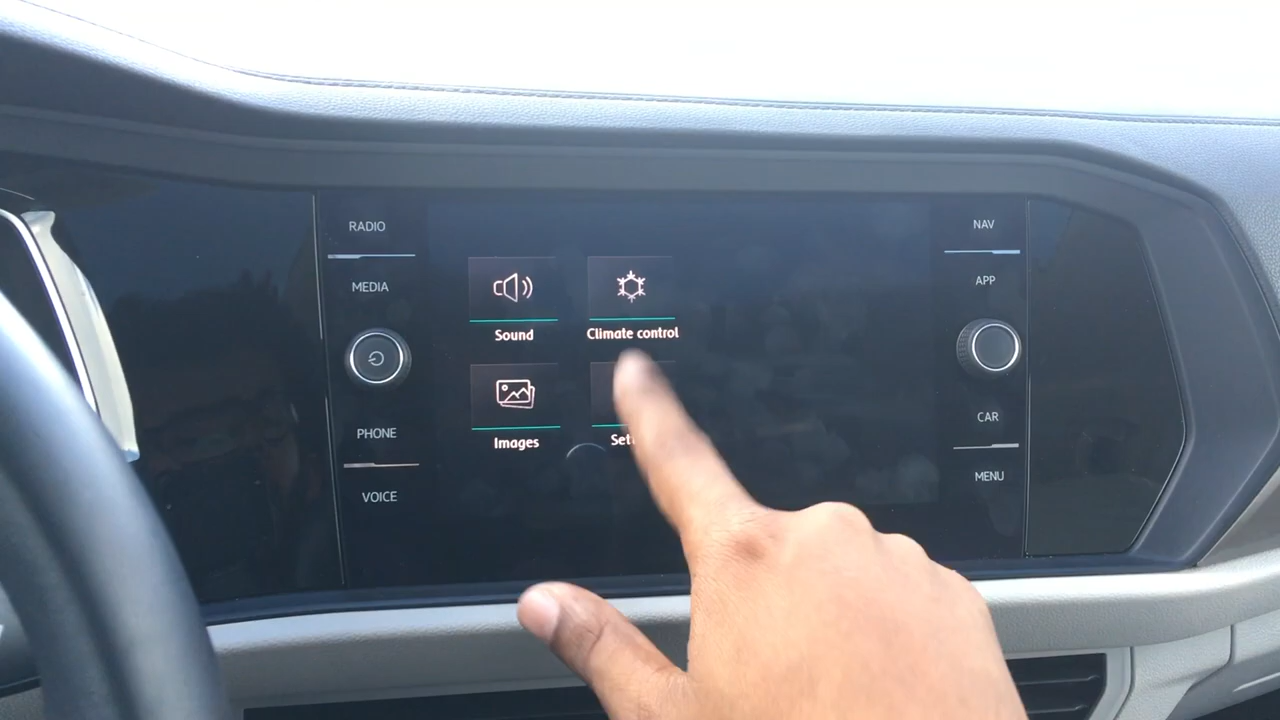 RADIO
MEDIA
PHONE
VOICE
Sound
Climate control
Images
NAV
APP
CAR
MENU